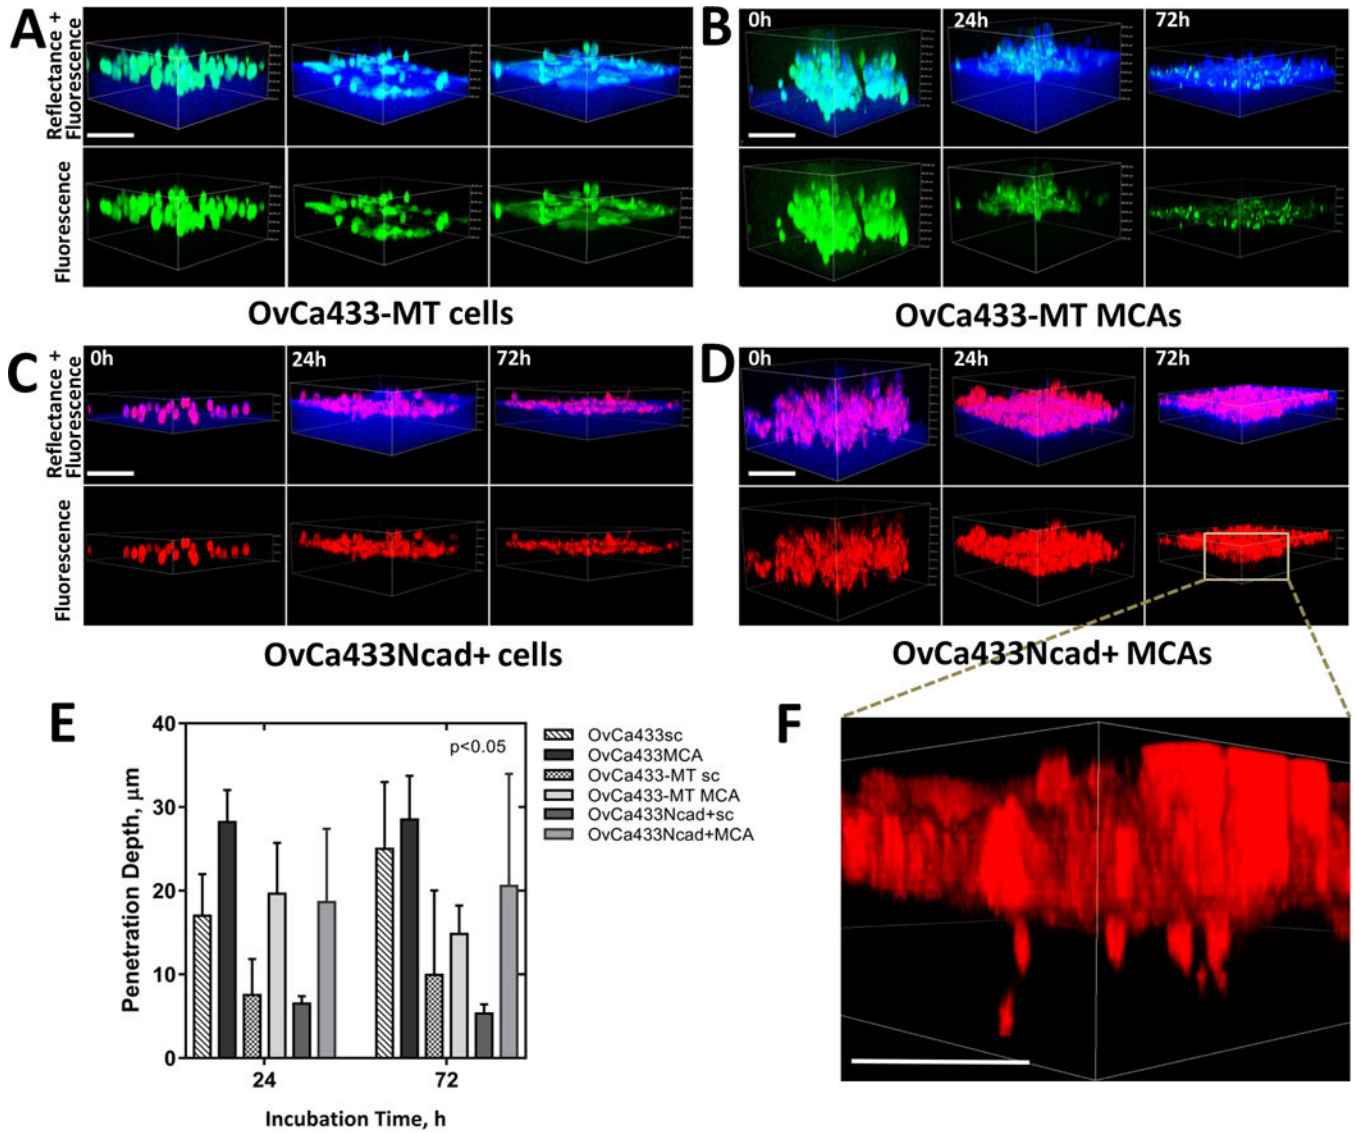 A
Reflectance +
Fluorescence
Fluorescence
OvCa433-MT cells
B
0h
24h
72h
OvCa433-MT MCAs
C
Reflectance +
Fluorescence
0h
24h
72h
Fluorescence
OvCa433Ncad+ cells
D
0h
24h
72h
OvCa433Ncad+ MCAs
E
Penetration Depth, μm
40
30
20
10
0
24
72
Incubation Time, h
p<0.05
OvCa433sc
OvCa433MCA
OvCa433-MT sc
OvCa433-MT MCA
OvCa433Ncad+sc
OvCa433Ncad+MCA
F